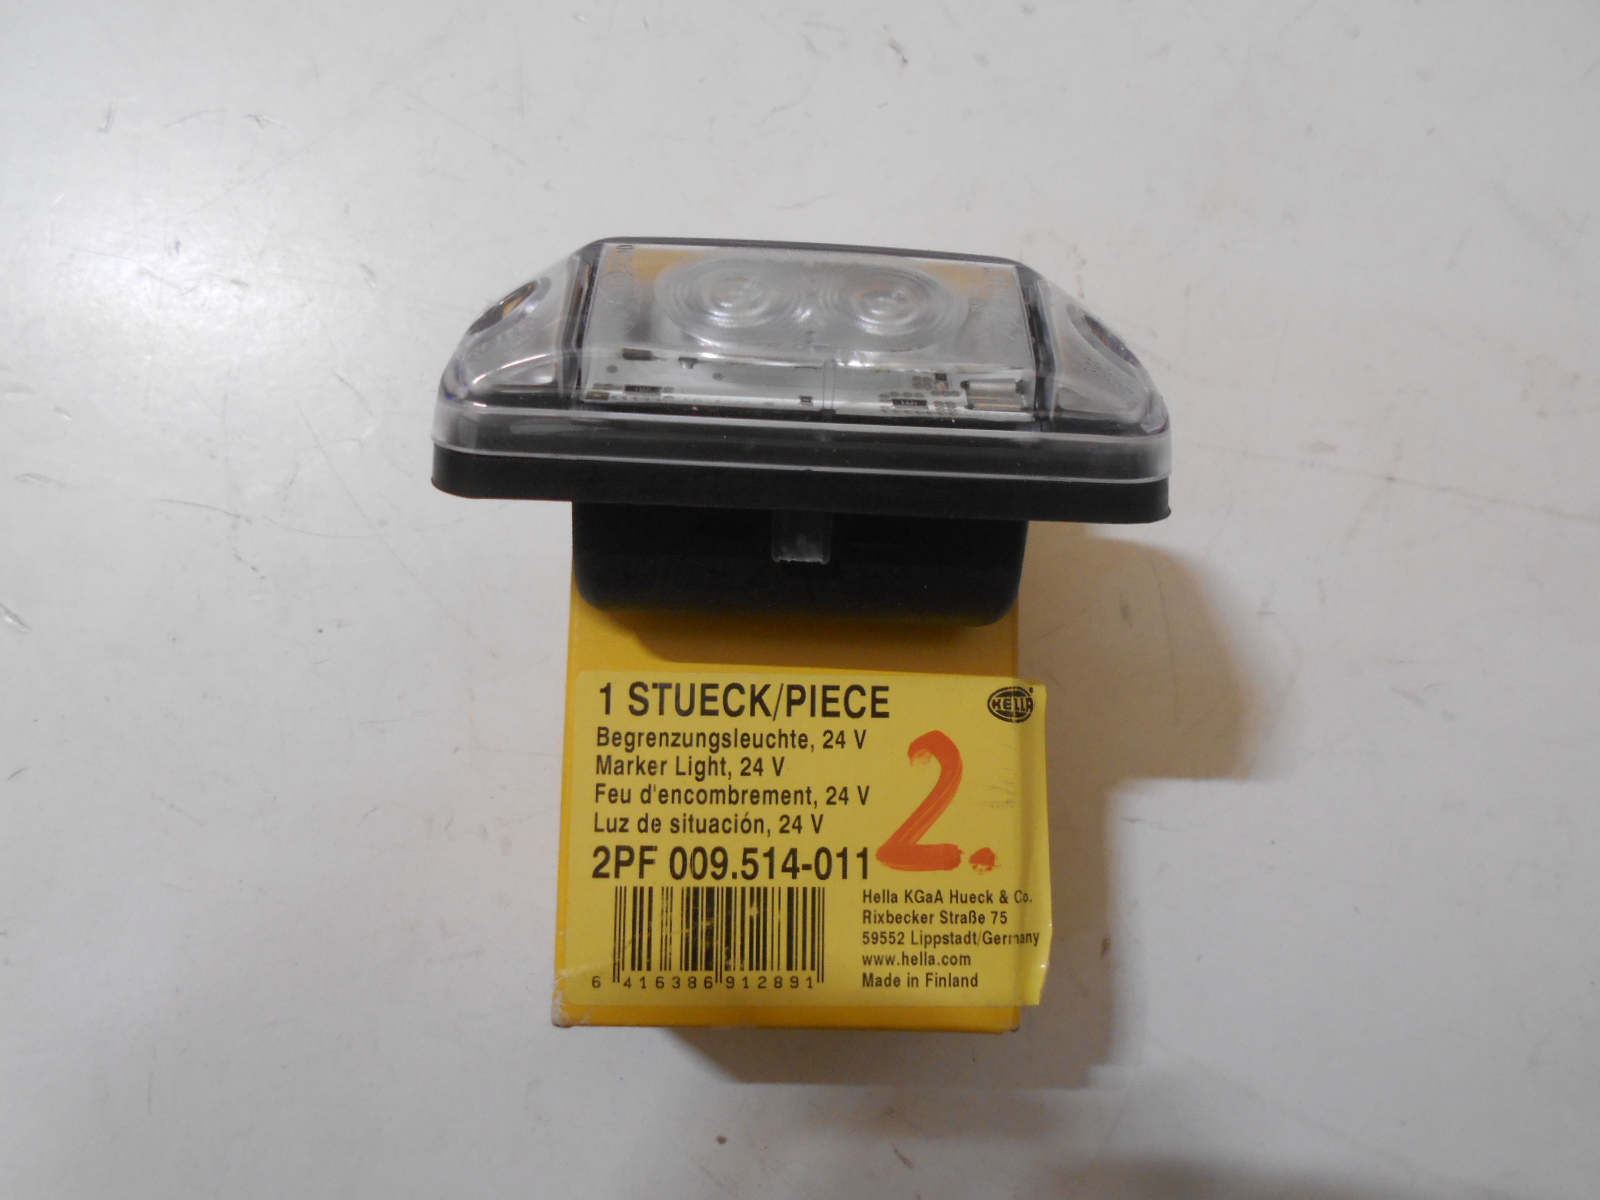 1 STUECK/PIECE
HELLA
Begrenzungsleuchte, 24 V
Marker Light, 24 V
Feu d'encombrement, 24 V
Luz de situación, 24 V
2.
2PF 009.514-011
Hella KGaA Hueck & Co.
Rixbecker Straße 75
59552 Lippstadt/Germany
www.hella.com
Made in Finland
6 416386 912891